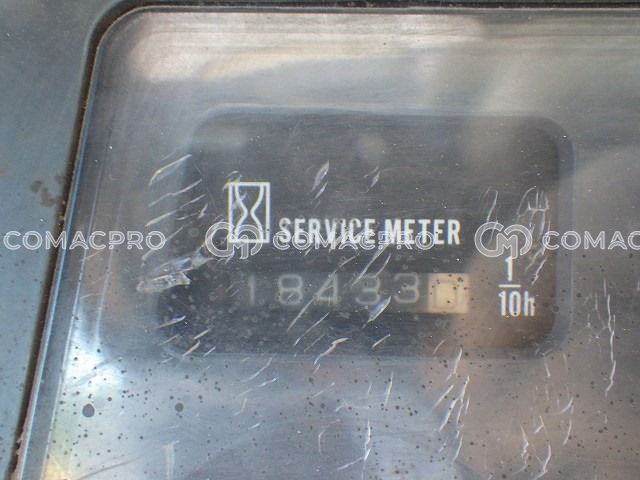 SERVICE METER
184330
1
10h
COMACPRO COMACPRO COMACPRO